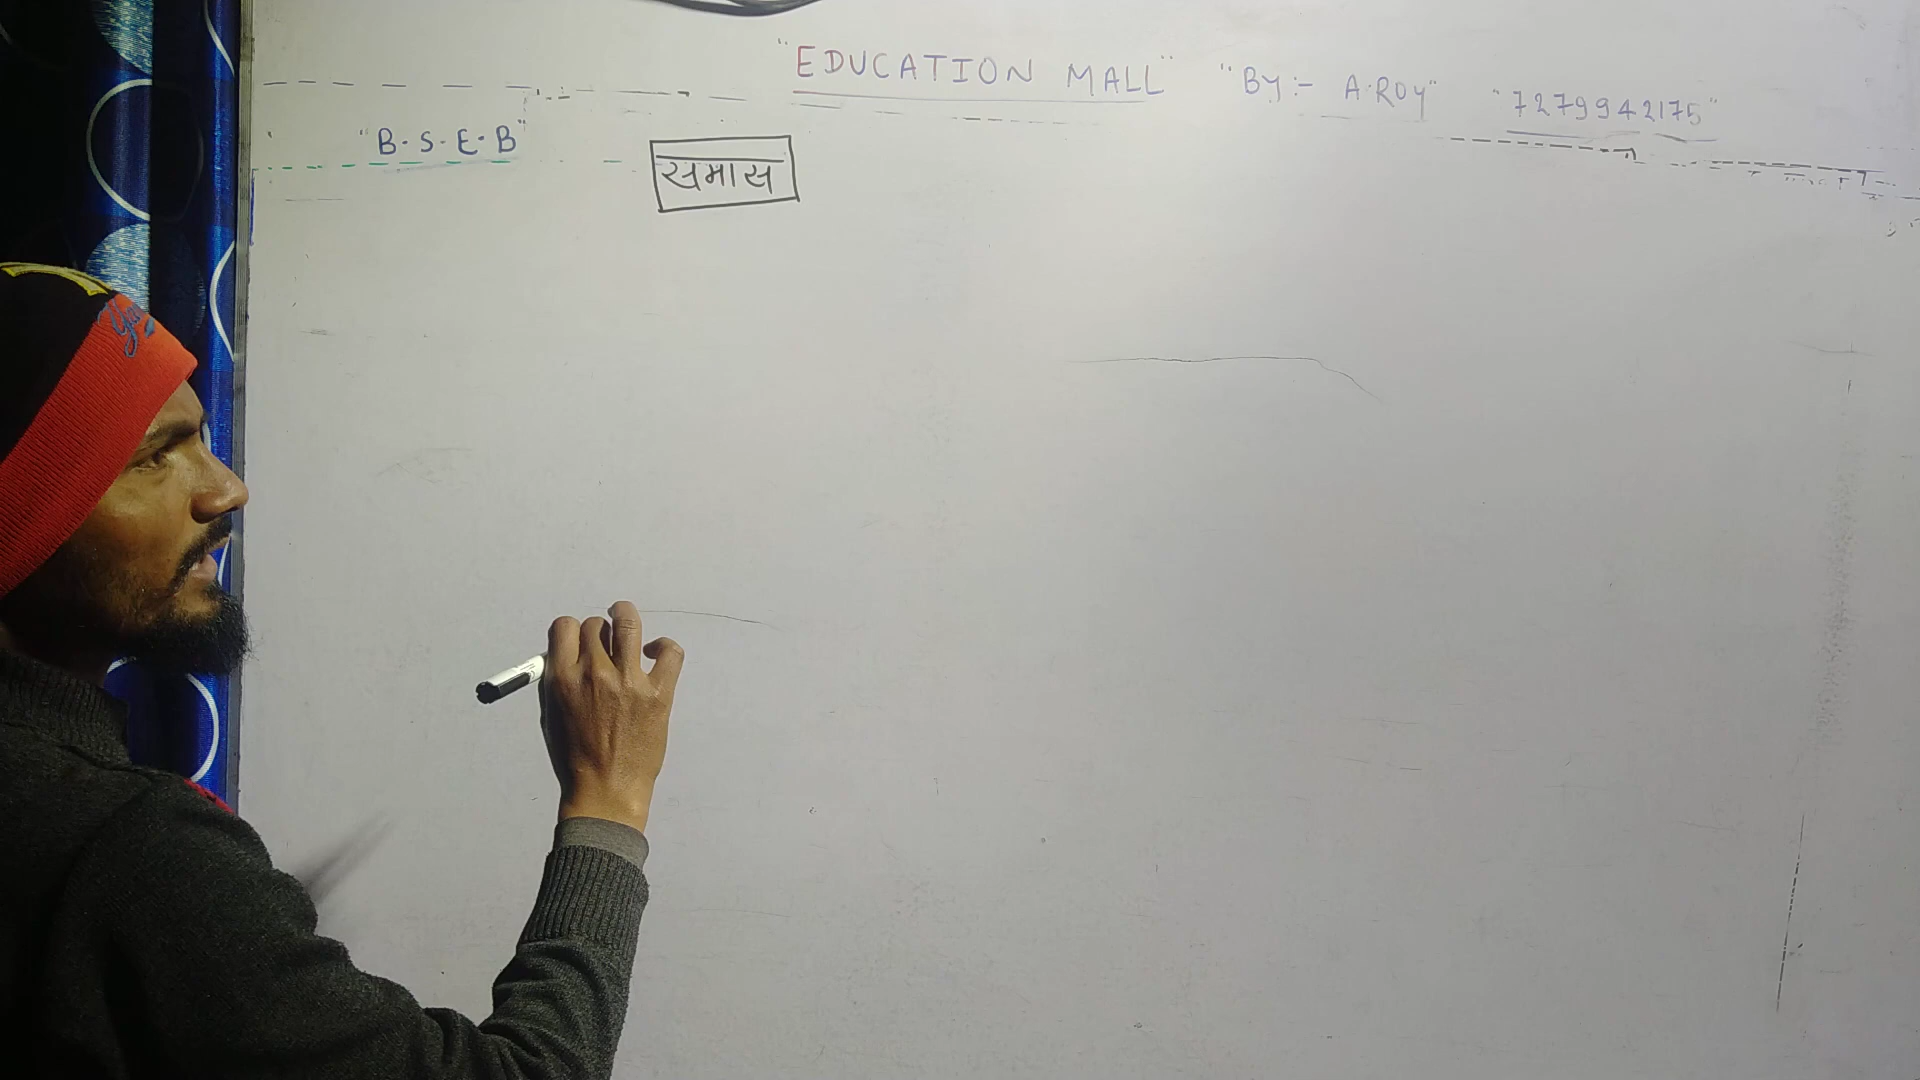 "EDUCATION MALL" "BY:- A.ROY" "7279942175"
"B.S.E.B"
समास